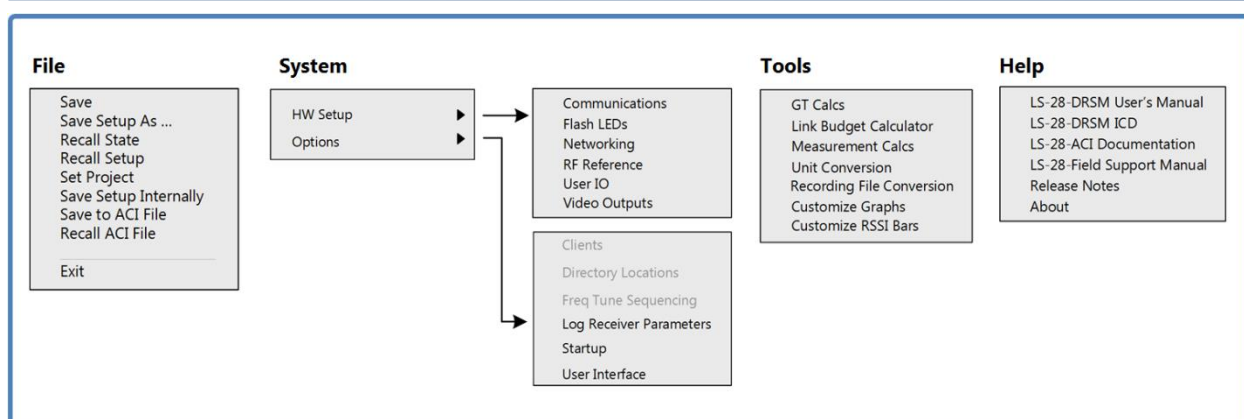 File
Save
Save Setup As ...
Recall State
Recall Setup
Set Project
Save Setup Internally
Save to ACI File
Recall ACI File
Exit
System
HW Setup
Options
Communications
Flash LEDs
Networking
RF Reference
User IO
Video Outputs
Clients
Directory Locations
Freq Tune Sequencing
Log Receiver Parameters
Startup
User Interface
Tools
GT Calcs
Link Budget Calculator
Measurement Calcs
Unit Conversion
Recording File Conversion
Customize Graphs
Customize RSSI Bars
Help
LS-28-DRSM User's Manual
LS-28-DRSM ICD
LS-28-ACI Documentation
LS-28-Field Support Manual
Release Notes
About